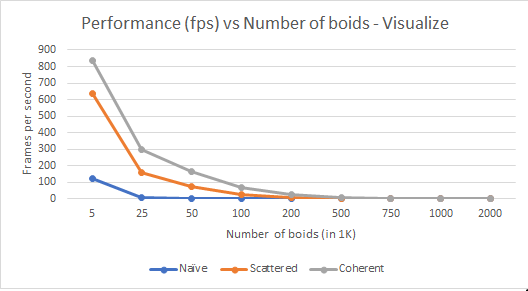 Performance (fps) vs Number of boids - Visualize
900
800
700
600
500
400
300
200
100
0
Frames per second
5 25 50 100 200 500 750 1000 2000
Number of boids (in 1K)
Naïve Scattered Coherent